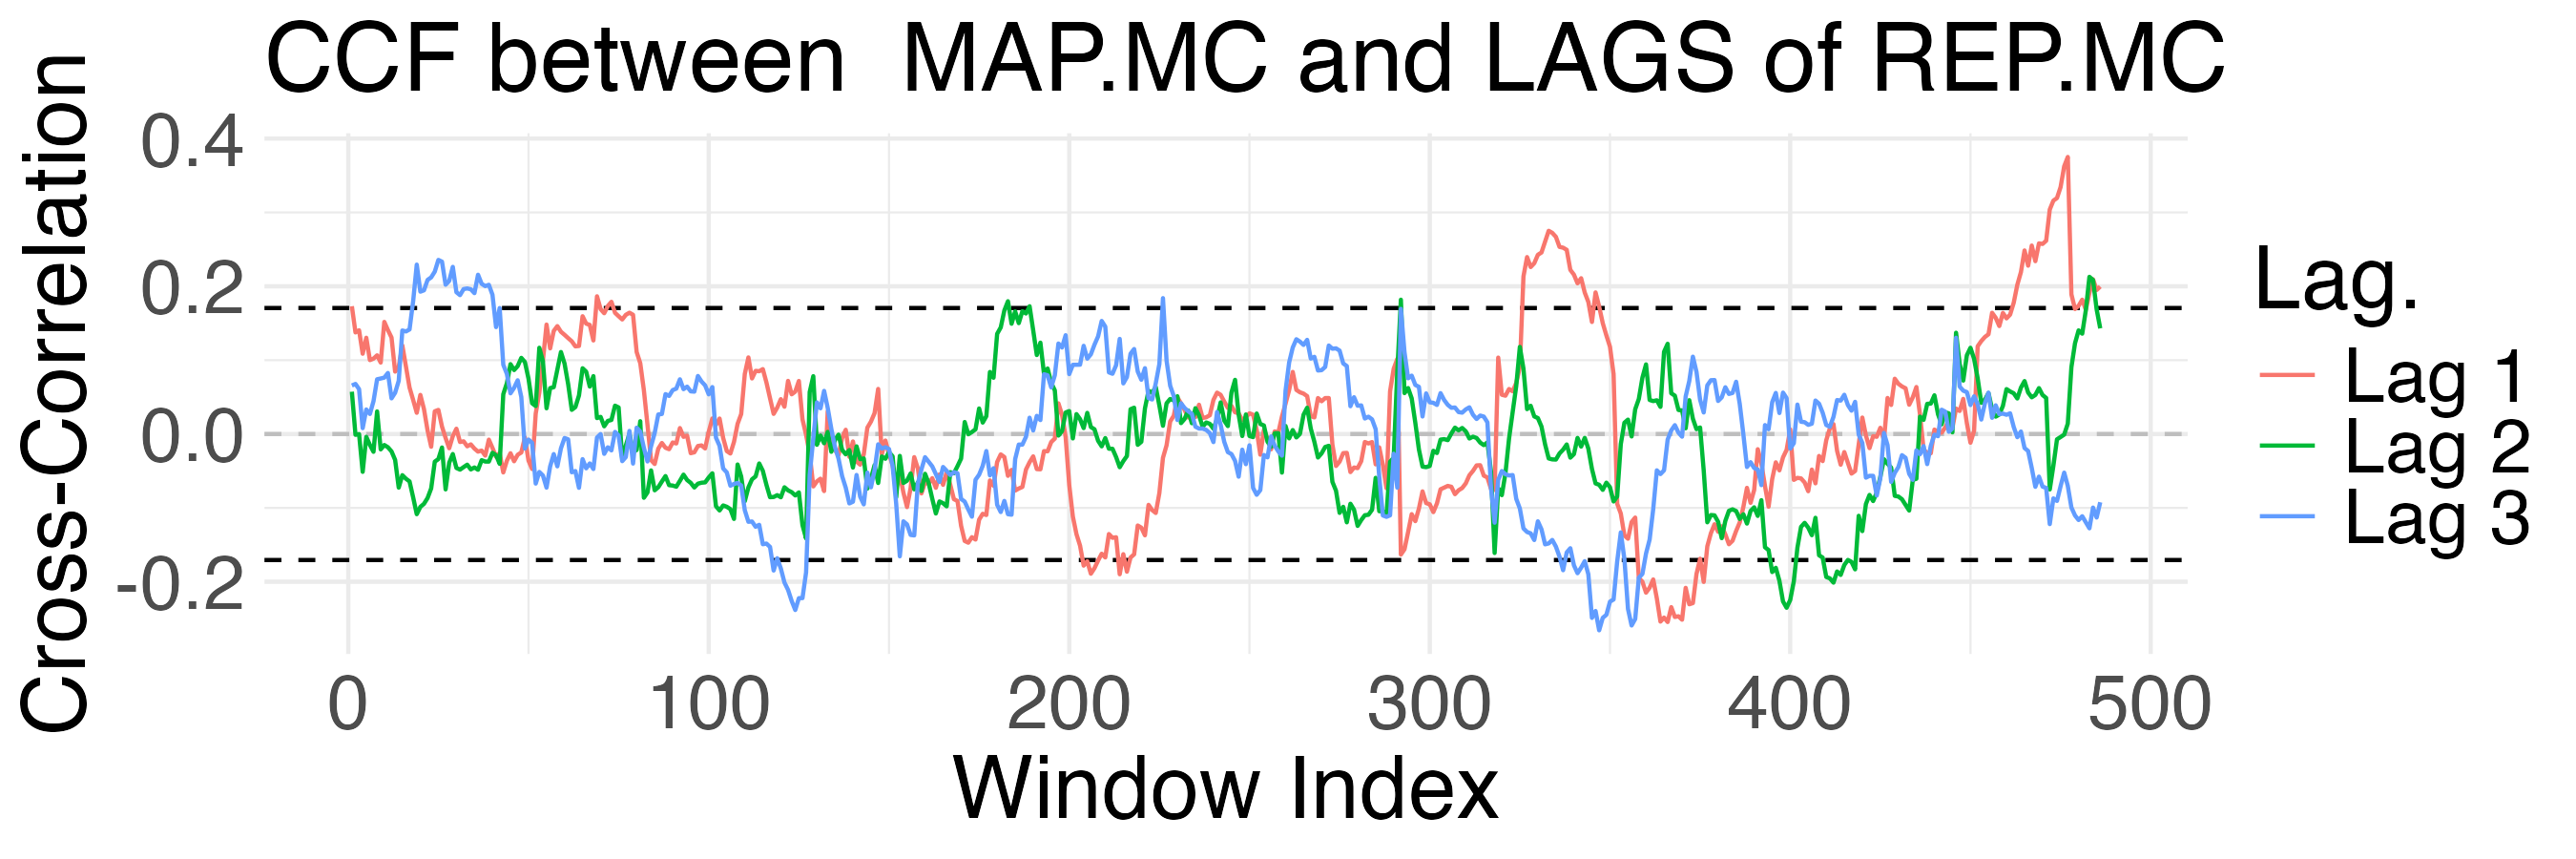 CCF between  MAP.MC and LAGS of REP.MC
Cross-Correlation
0.4
0.2
0.0
-0.2
0 100 200 300 400 500
Window Index
Lag.
Lag 1
Lag 2
Lag 3